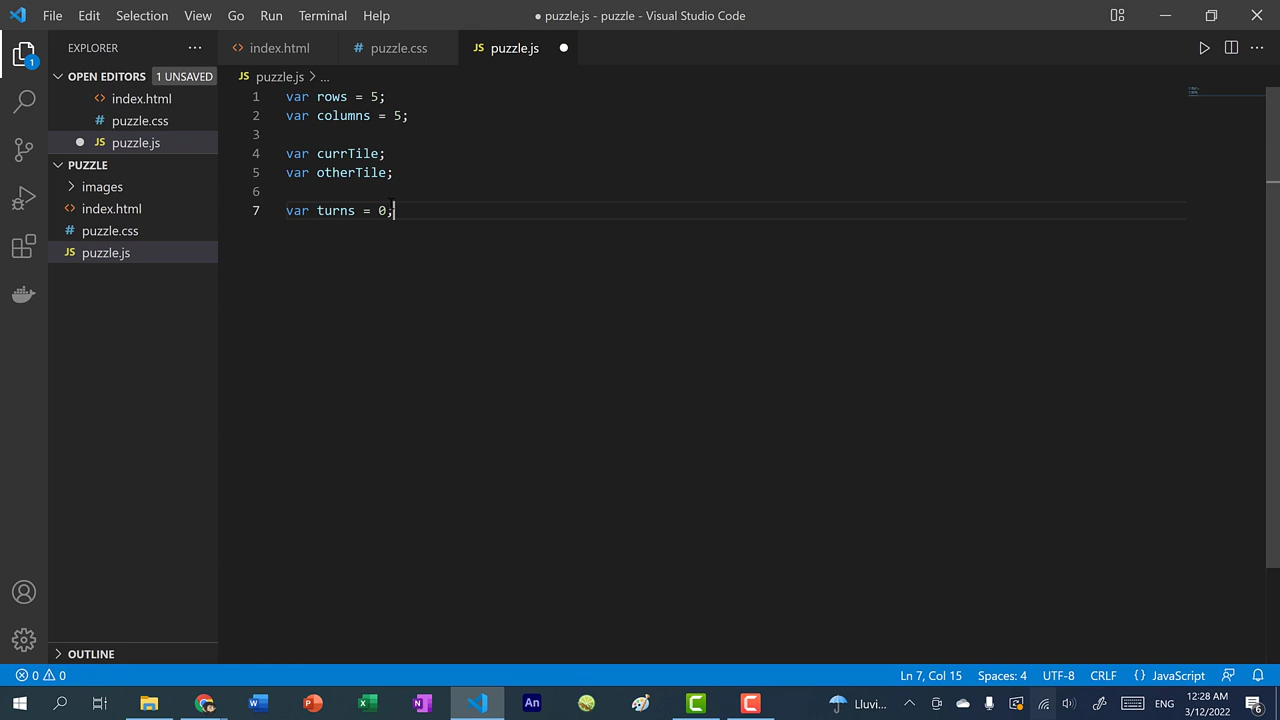 File Edit Selection View Go Run Terminal Help
● puzzle.js - puzzle - Visual Studio Code
EXPLORER
index.html
puzzle.css
JS puzzle.js
OPEN EDITORS 1 UNSAVED
index.html
puzzle.css
JS puzzle.js
PUZZLE
images
index.html
puzzle.css
JS puzzle.js
OUTLINE
1
JS puzzle.js > ...
1 var rows = 5;
2 var columns = 5;
3
4 var currTile;
5 var otherTile;
6
7 var turns = 0;
0 0
Ln 7, Col 15 Spaces: 4 UTF-8 CRLF {} JavaScript
Lluvi... ENG
12:28 AM
3/12/2022
6